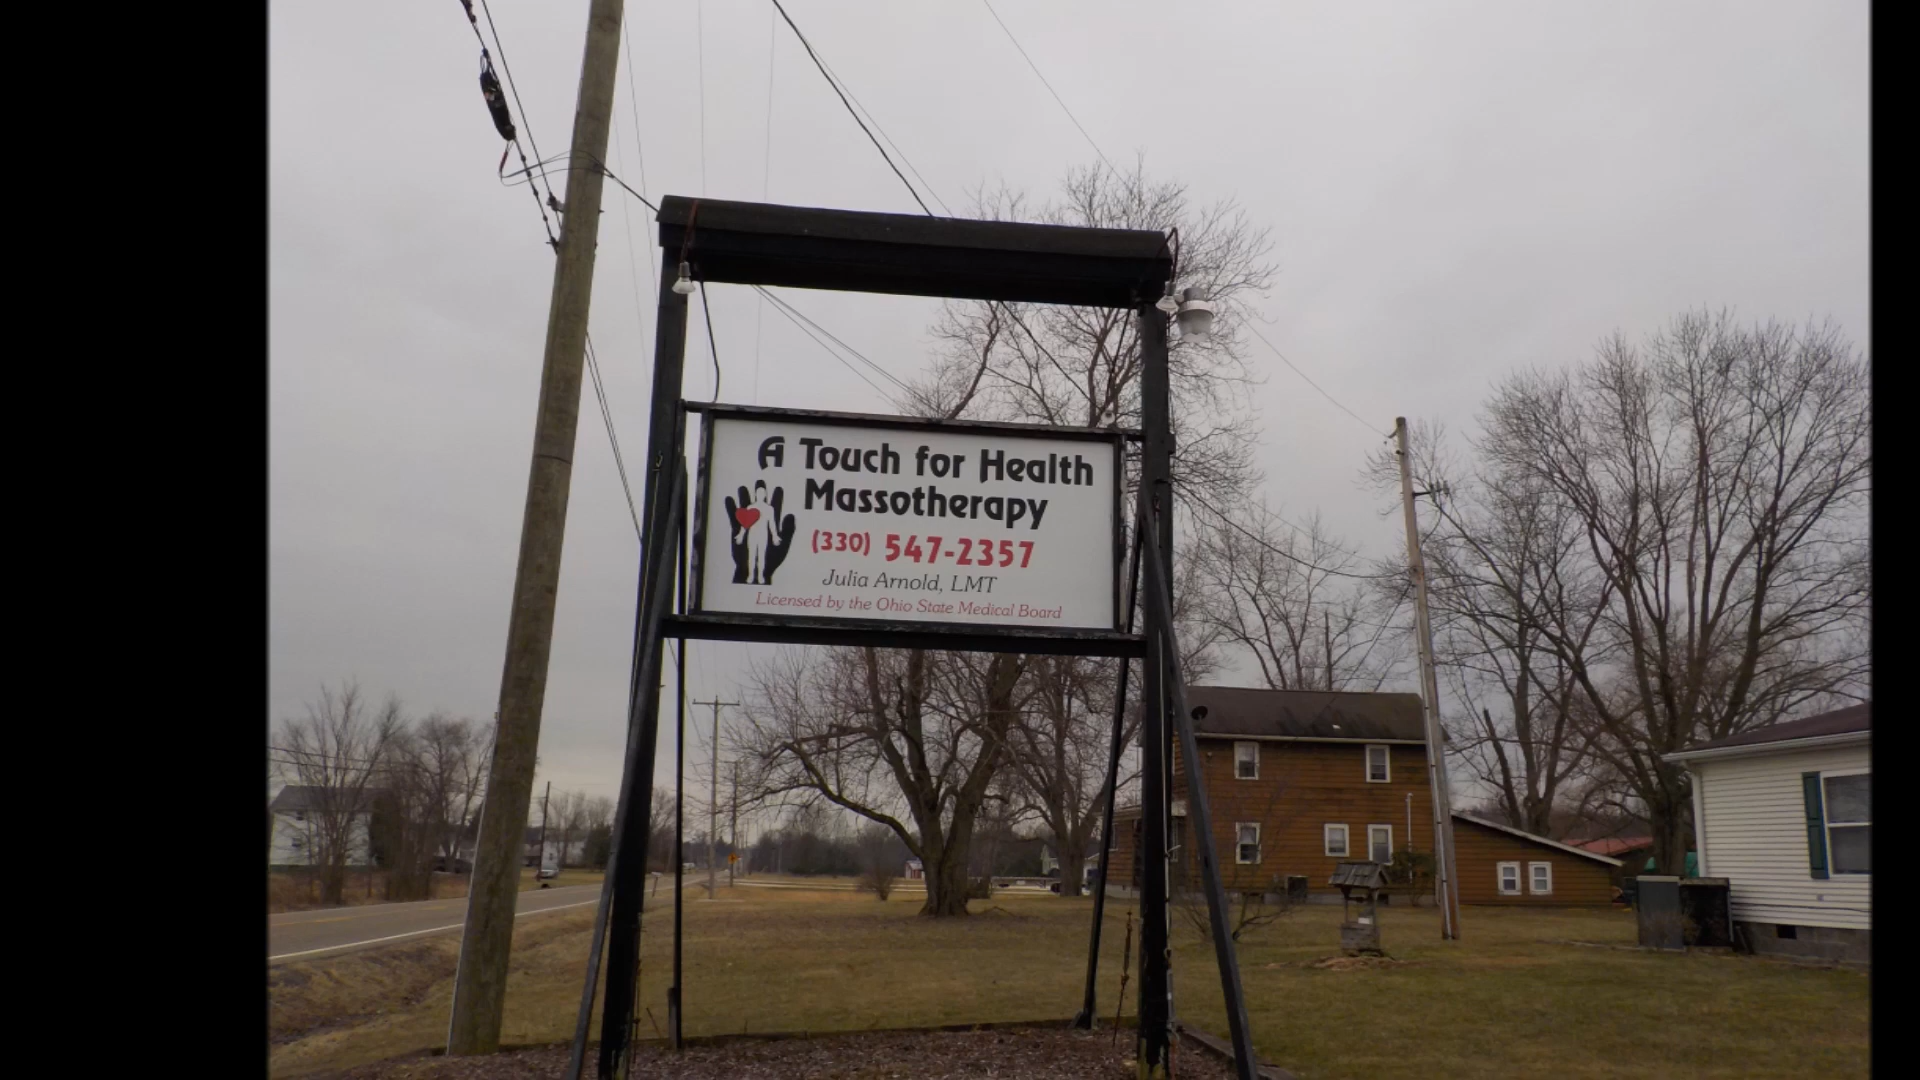 A Touch for Health
Massotherapy
(330) 547-2357
Julia Arnold, LMT
Licensed by the Ohio State Medical Board